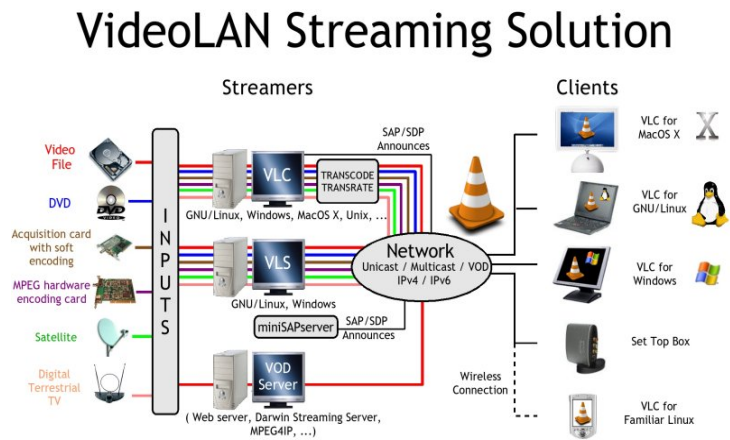 VideoLAN Streaming Solution
Streamers
Clients
Video
File
DVD
DVD
VIDEO
Acquisition card
with soft
encoding
MPEG hardware
encoding card
Satellite
Digital
Terrestrial
TV
INPUTS
VLC
TRANSCODE
TRANSRATE
SAP/SDP
Announces
GNU/Linux, Windows, MacOS X, Unix, ...
VLS
GNU/Linux, Windows
miniSAPserver
SAP/SDP
Announces
VOD
Server
( Web server, Darwin Streaming Server,
MPEG4IP, ...)
Network
Unicast / Multicast / VOD
IPv4 / IPv6
Wireless
Connection
VLC for
MacOS X
X
VLC for
GNU/Linux
VLC for
Windows
Set Top Box
VLC for
Familiar Linux